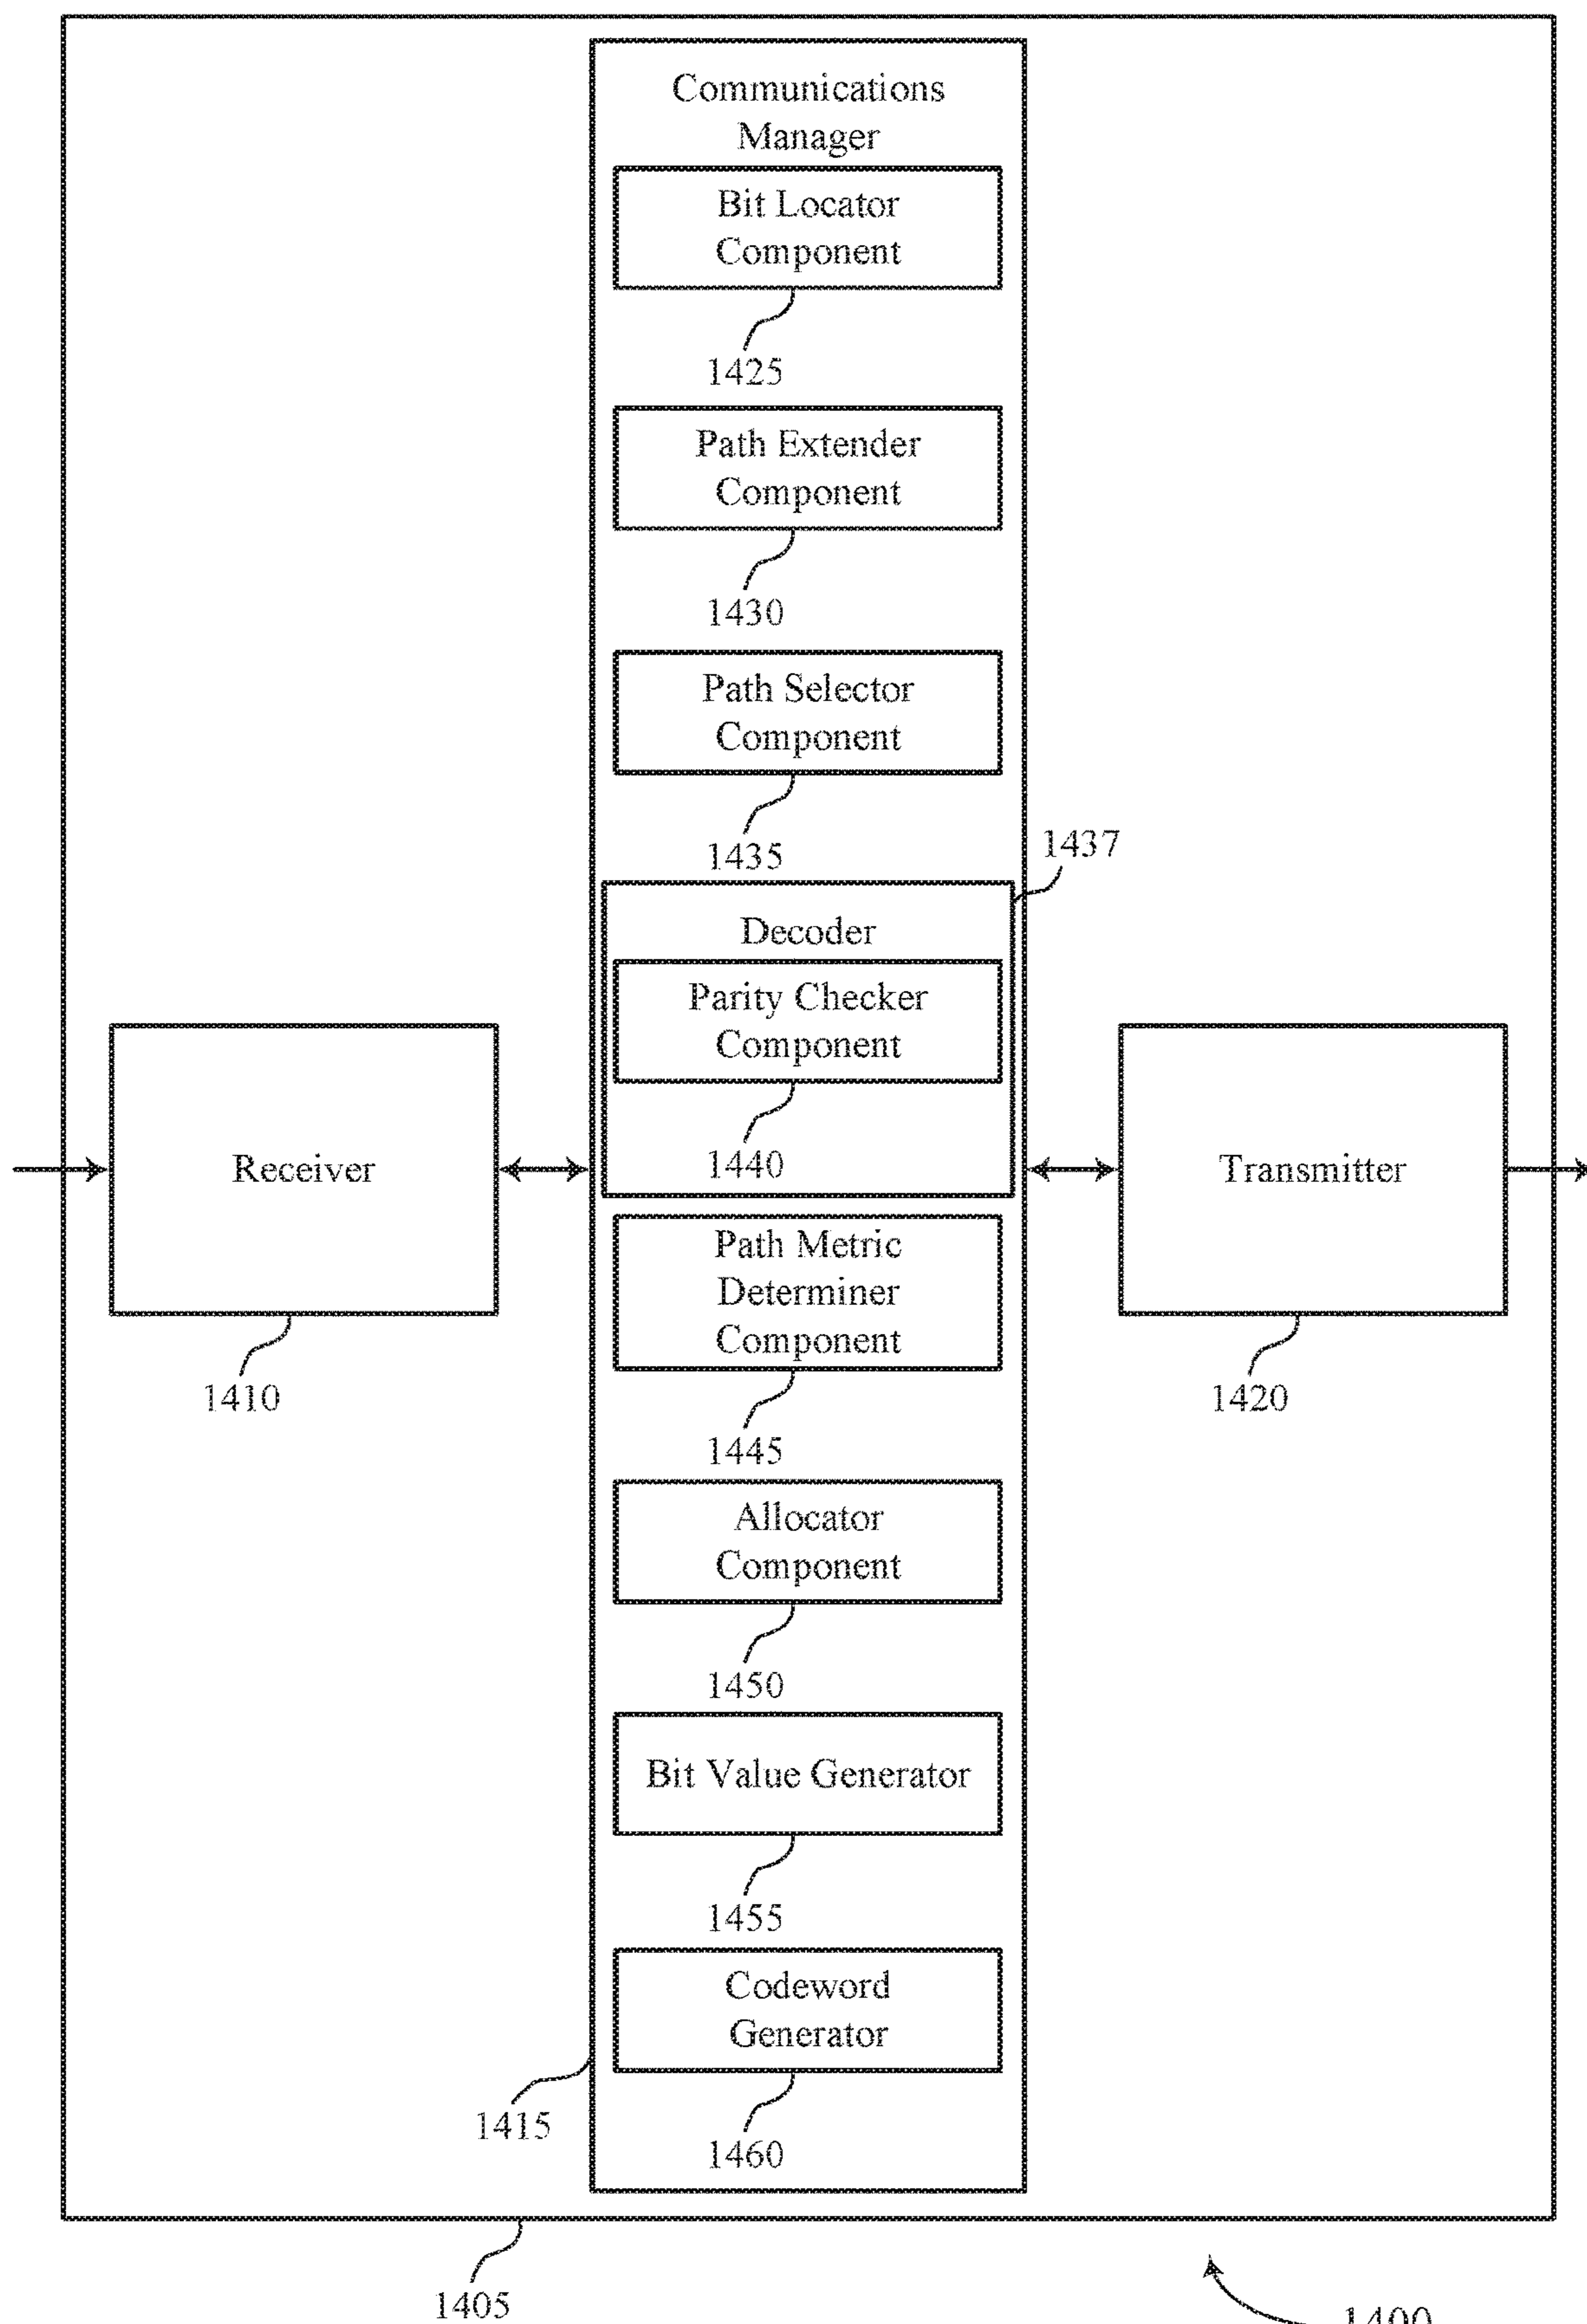 Communications
Manager
Bit Locator
Component
1425
Path Extender
Component
1430
Path Selector
Component
1435
1437
Decoder
Parity Checker
Component
1440
Receiver
1410
Transmitter
1420
Path Metric
Determiner
Component
1445
Allocator
Component
1450
Bit Value Generator
1455
Codeword
Generator
1460
1415
1405
1400